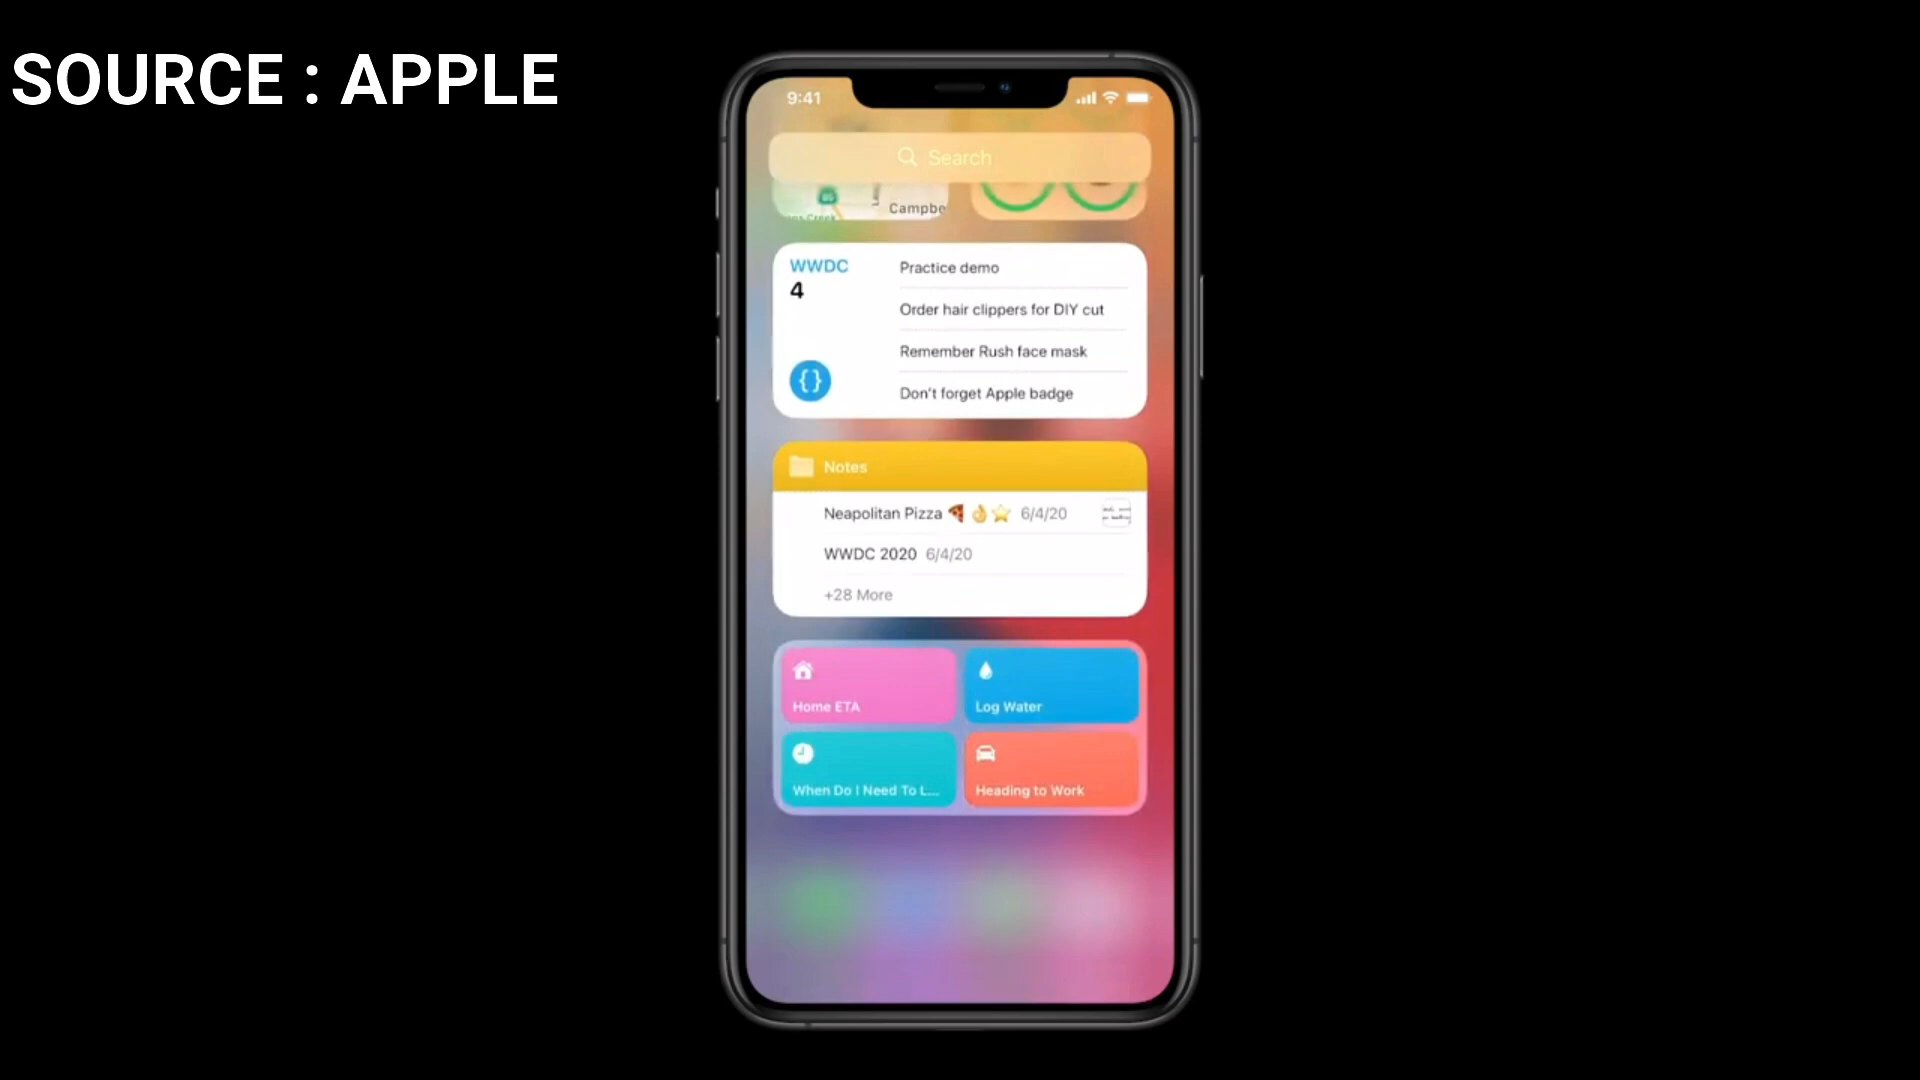 SOURCE : APPLE
9:41
Search
85
Campbe
WWDC
4
Practice demo
Order hair clippers for DIY cut
Remember Rush face mask
Don't forget Apple badge
{}
Notes
Neapolitan Pizza 🍕👌⭐ 6/4/20
WWDC 2020 6/4/20
+28 More
Home ETA
Log Water
When Do I Need To L...
Heading to Work